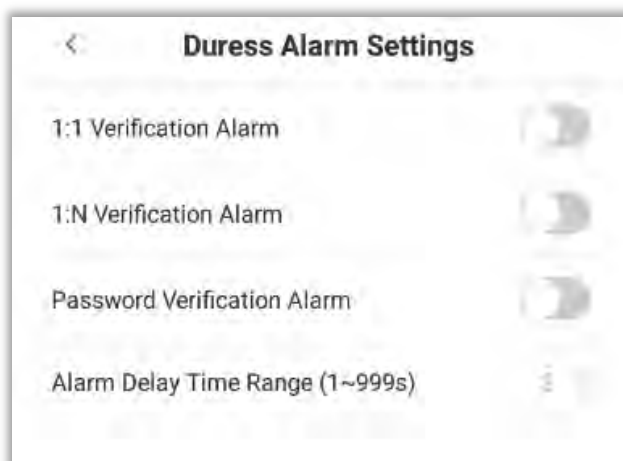 Duress Alarm Settings
1:1 Verification Alarm
1:N Verification Alarm
Password Verification Alarm
Alarm Delay Time Range (1~999s)